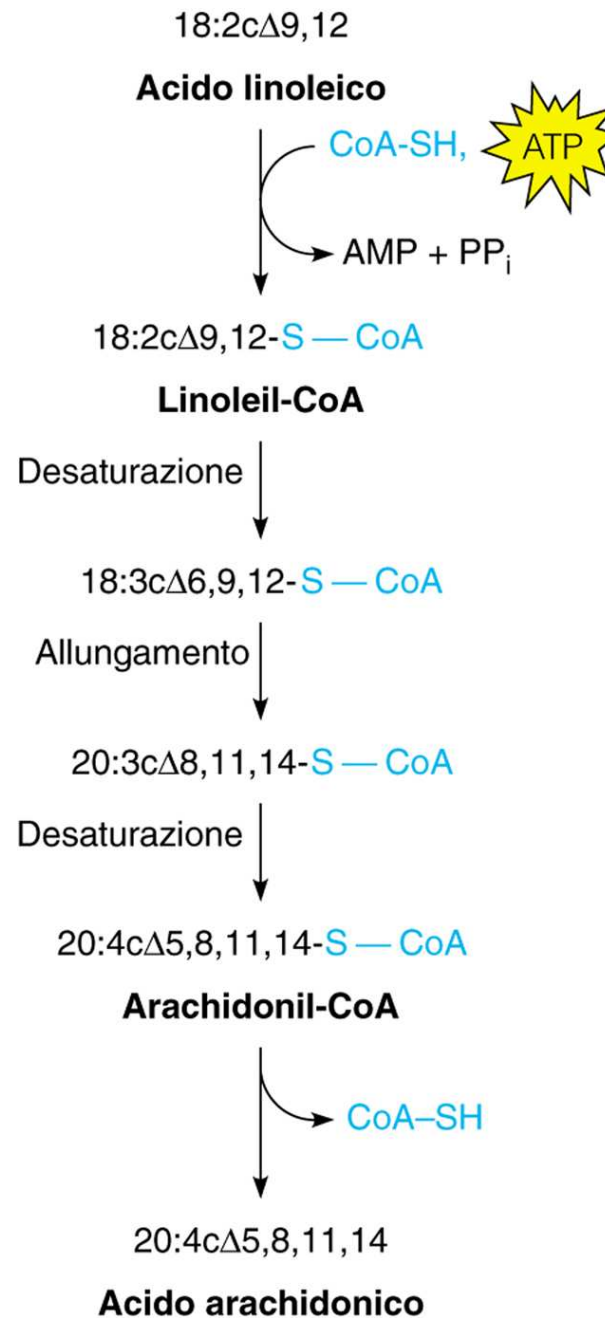 18:2cΔ9,12
Acido linoleico
CoA-SH, ATP
AMP + PPi
18:2cΔ9,12-S — CoA
Linoleil-CoA
Desaturazione
18:3cΔ6,9,12-S — CoA
Allungamento
20:3cΔ8,11,14-S — CoA
Desaturazione
20:4cΔ5,8,11,14-S — CoA
Arachidonil-CoA
CoA–SH
20:4cΔ5,8,11,14
Acido arachidonico